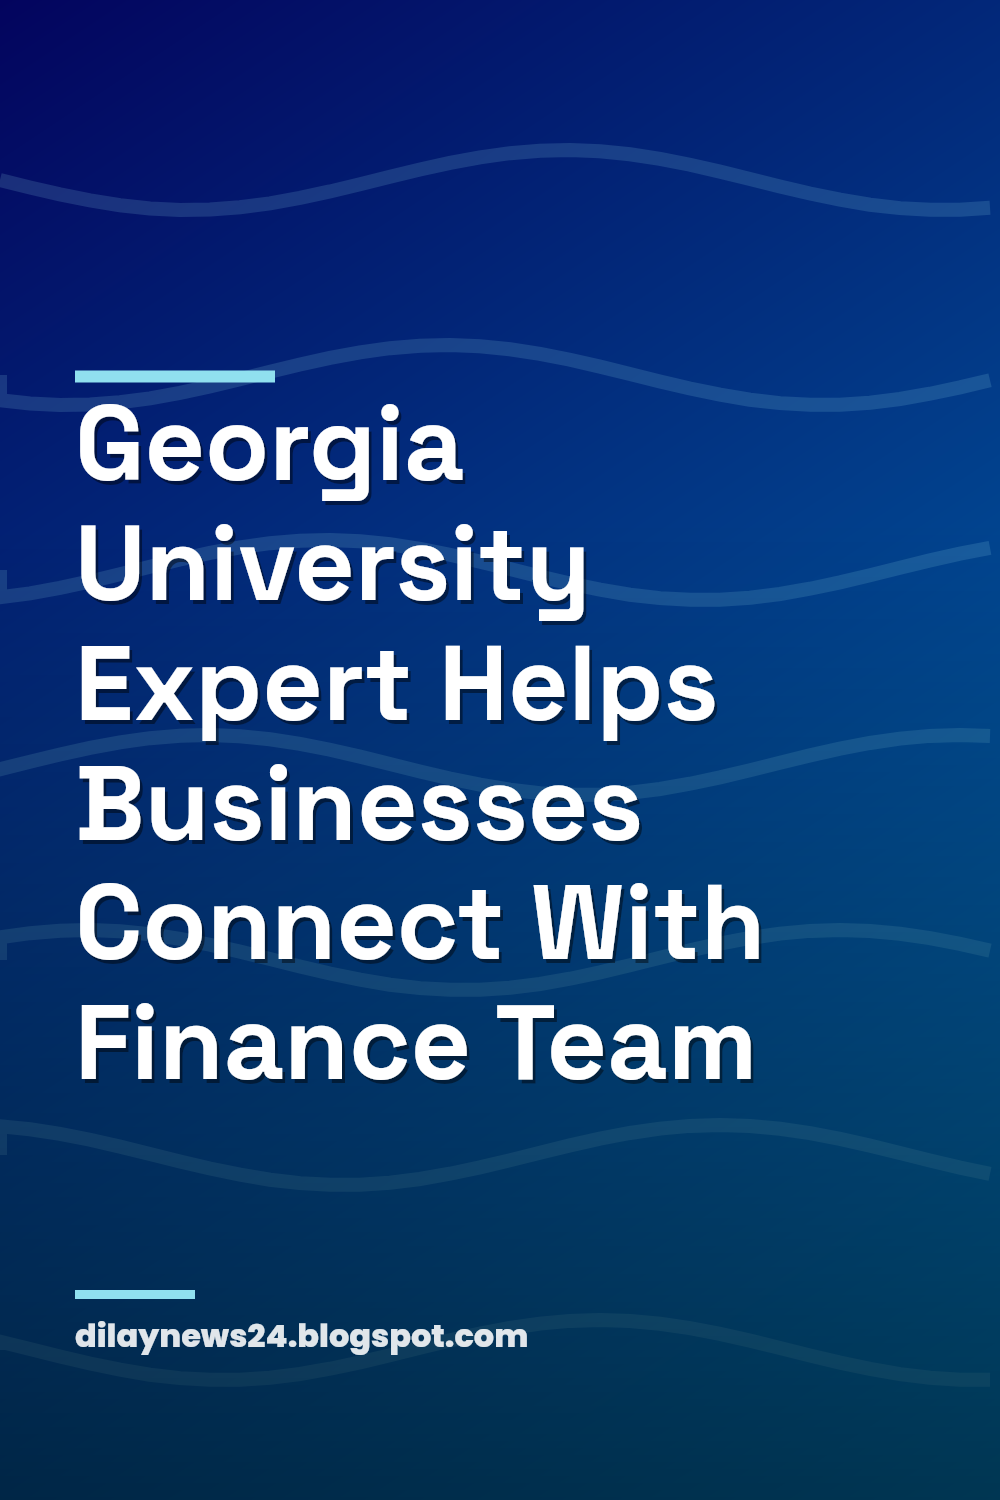 Georgia
University
Expert Helps
Businesses
Connect With
Finance Team
dilaynews24.blogspot.com